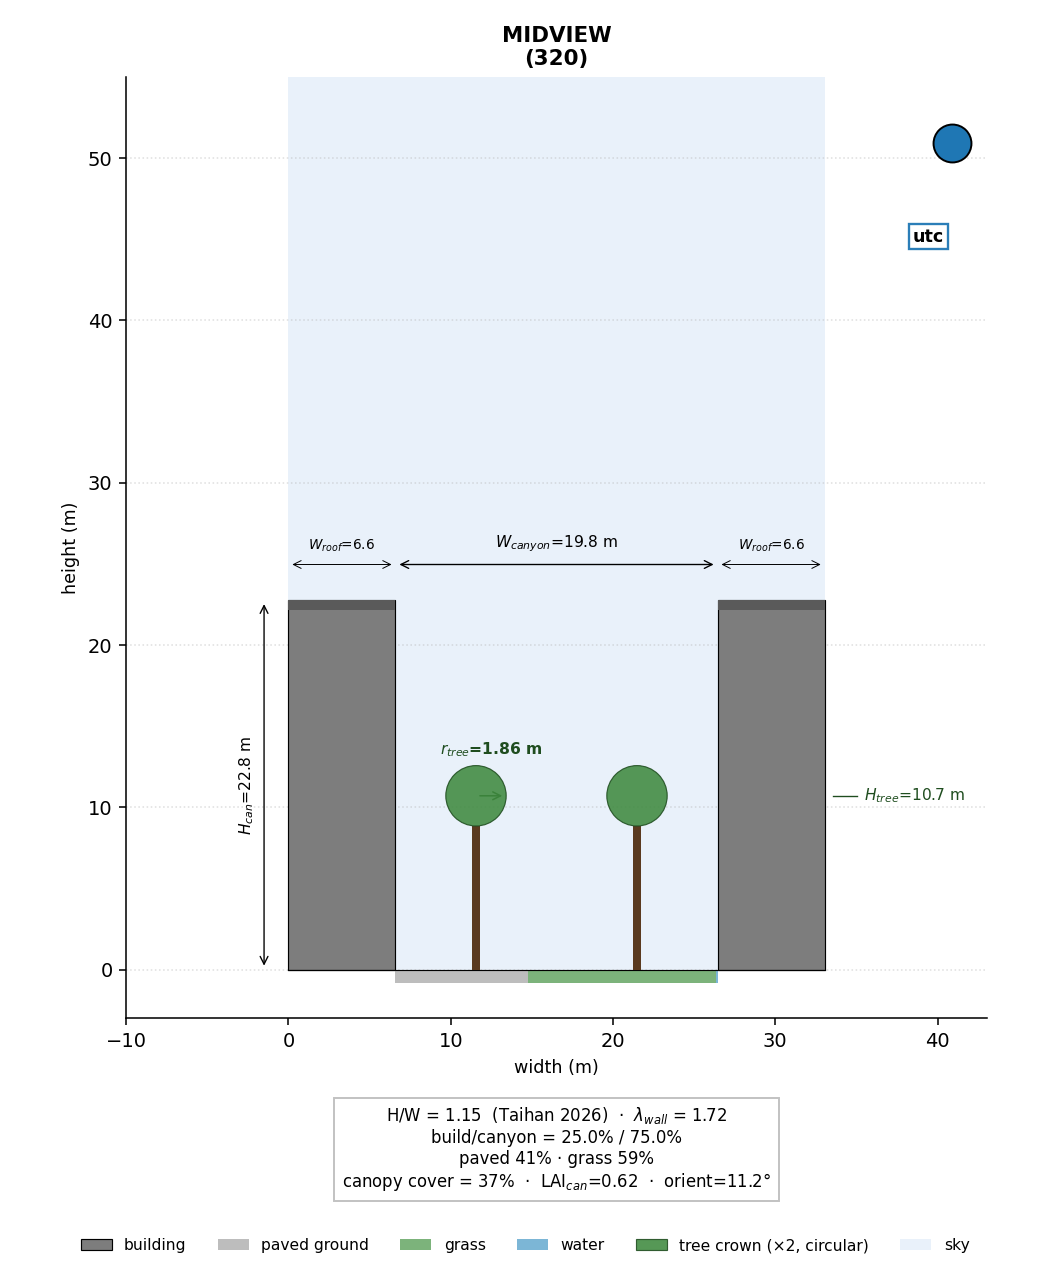 MIDVIEW
(320)
50
40
30
20
10
0
height (m)
utc
W_roof=6.6
W_canyon=19.8 m
W_roof=6.6
H_can=22.8 m
r_tree=1.86 m
H_tree=10.7 m
−10
0
10
20
30
40
width (m)
H/W = 1.15 (Taihan 2026) · λ_wall = 1.72
build/canyon = 25.0% / 75.0%
paved 41% · grass 59%
canopy cover = 37% · LAI_can=0.62 · orient=11.2°
building
paved ground
grass
water
tree crown (×2, circular)
sky